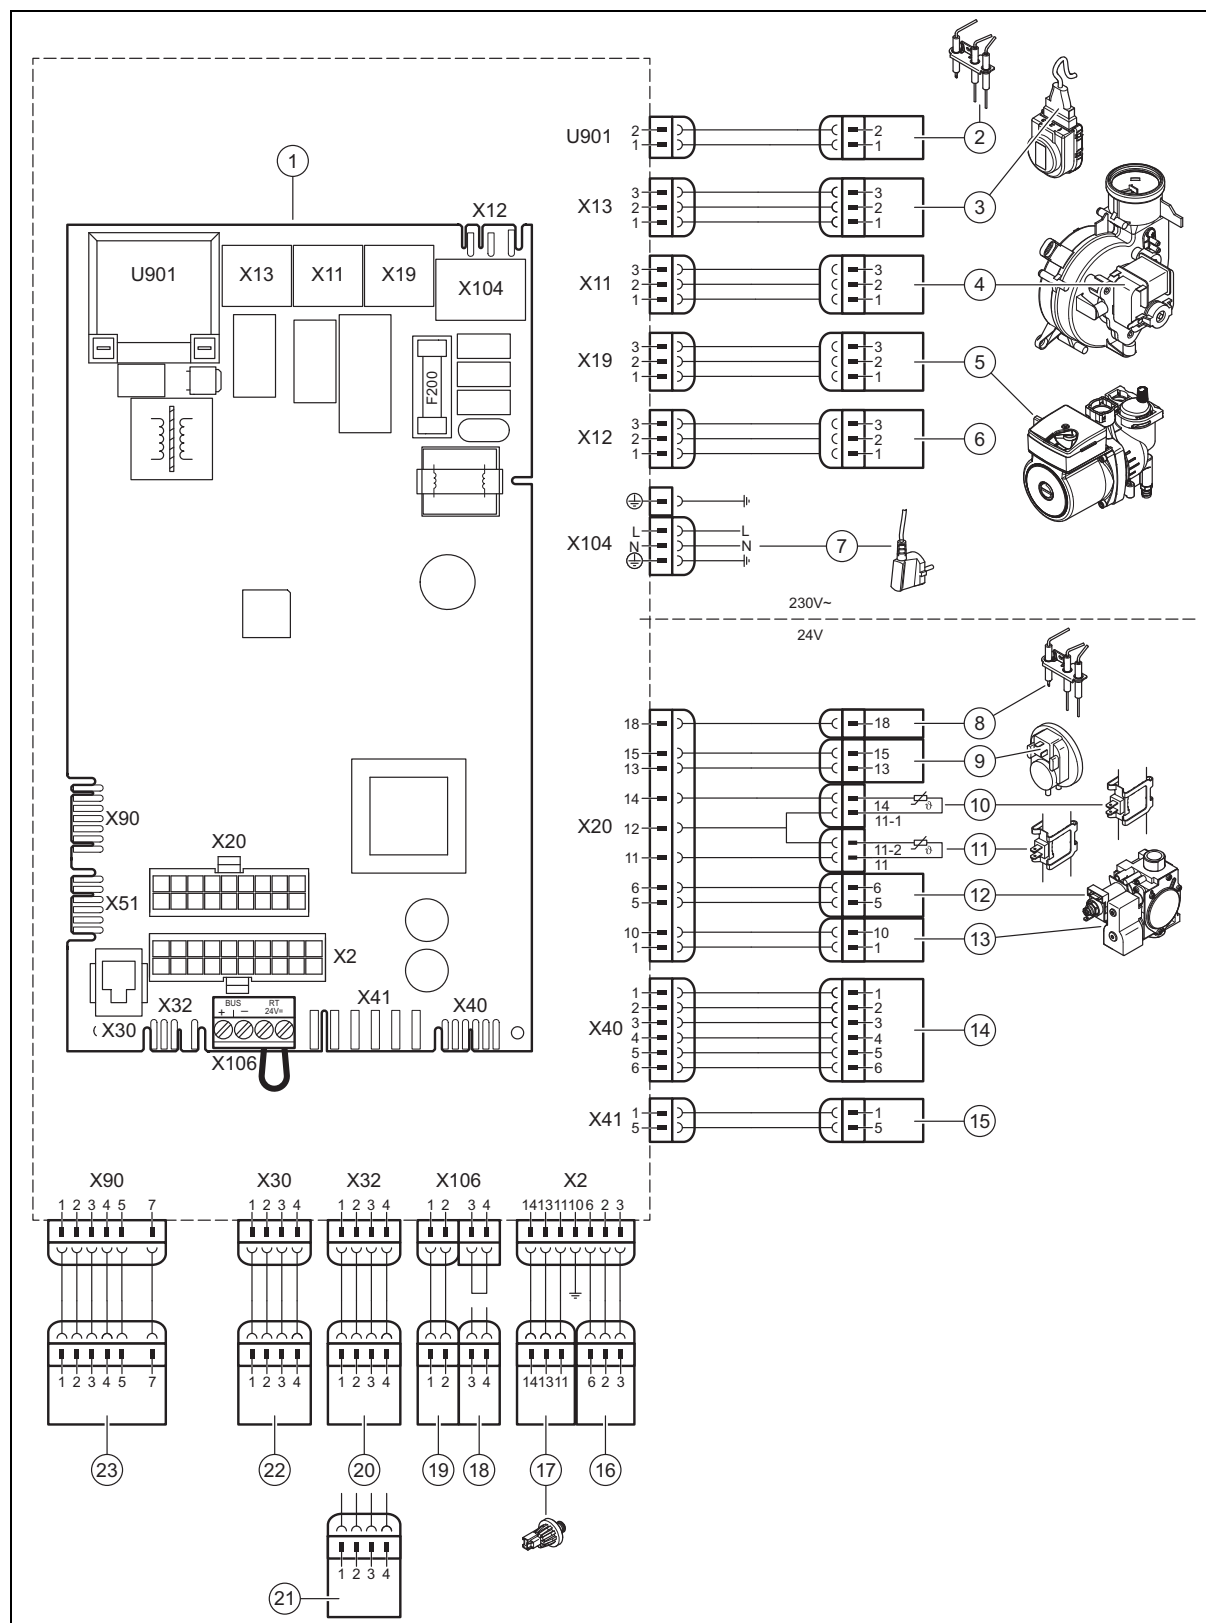 1
X12
U901
X13
X11
X19
X104
F200
X90
X20
X51
X2
X32
X41
X40
X30
BUS
+ –
RT
24V=
X106
U901
2
1
2
1
2
X13
3
2
1
3
2
1
3
X11
3
2
1
3
2
1
4
X19
3
2
1
3
2
1
5
X12
3
2
1
3
2
1
6
X104
L
N
L
N
7
230V~
24V
X20
18
18
8
15
13
15
13
9
14
14
11-1
ϑ
10
12
11
11-2
11
ϑ
11
6
5
6
5
12
10
1
10
1
13
X40
1
2
3
4
5
6
1
2
3
4
5
6
14
X41
1
5
1
5
15
X90 X30 X32 X106 X2
1 2 3 4 5 7 1 2 3 4 1 2 3 4 1 2 3 4 14 13 11 10 6 2 3
1 2 3 4 5 7 1 2 3 4 1 2 3 4 1 2 3 4 14 13 11 6 2 3
23 22 20 19 18 17 16
1 2 3 4
21